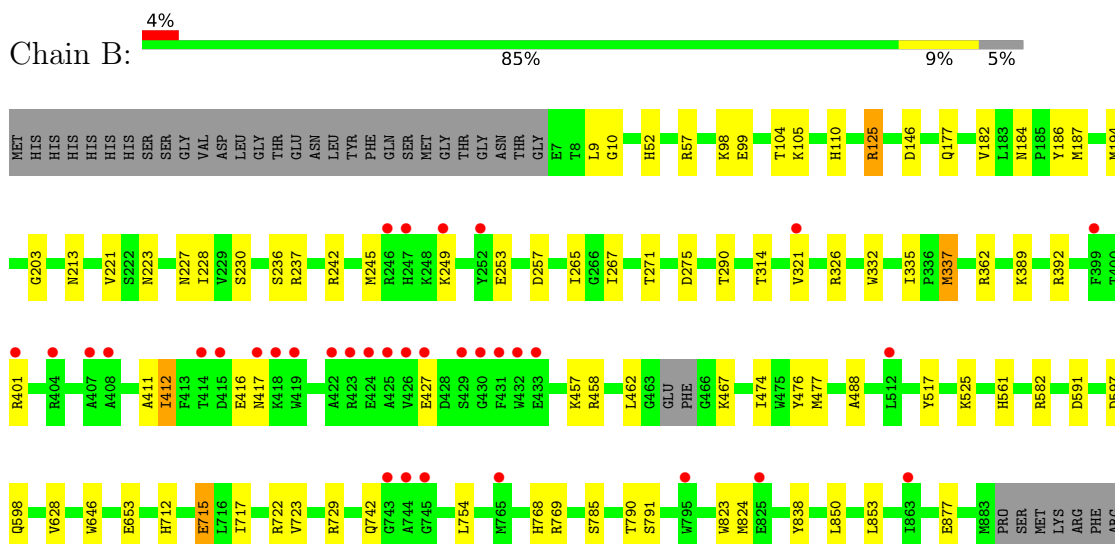 4%
Chain B:
85% 9% 5%
MET HIS HIS HIS HIS HIS HIS SER SER GLY VAL ASP LEU GLY THR GLU ASN LEU TYR PHE GLN SER MET GLY THR GLY ASN THR GLY E7 T8 L9 G10 H52 R57 K98 E99 T104 K105 H110 R125 D146 Q177 V182 L183 N184 P185 Y186 M187
G203 N213 V221 S222 N223 N227 I228 V229 S230 S236 R237 R242 M245 R246 H247 K248 K249 Y252 E253 D257 I265 G266 I267 T271 D275 T290 T314 V321 R326 W332 I335 P336 M337 R362 K389 R392 F399
R401 R404 A407 A408 A411 I412 F413 T414 D415 E416 N417 K418 W419 A422 R423 E424 A425 V426 E427 D428 S429 G430 F431 W432 E433 K457 R458 L462 G463 GLU PHE G466 K467 I474 W475 Y476 M477 A488 L512 Y517 K525 H561 R582 D591
Q598 V628 W646 E653 H712 E715 L716 I717 R722 V723 R729 Q742 G743 A744 G745 L754 M765 H768 R769 S785 T790 S791 W795 W823 M824 E825 Y838 L850 L853 I863 E877 M883 PRO SER MET LYS ARG PHE